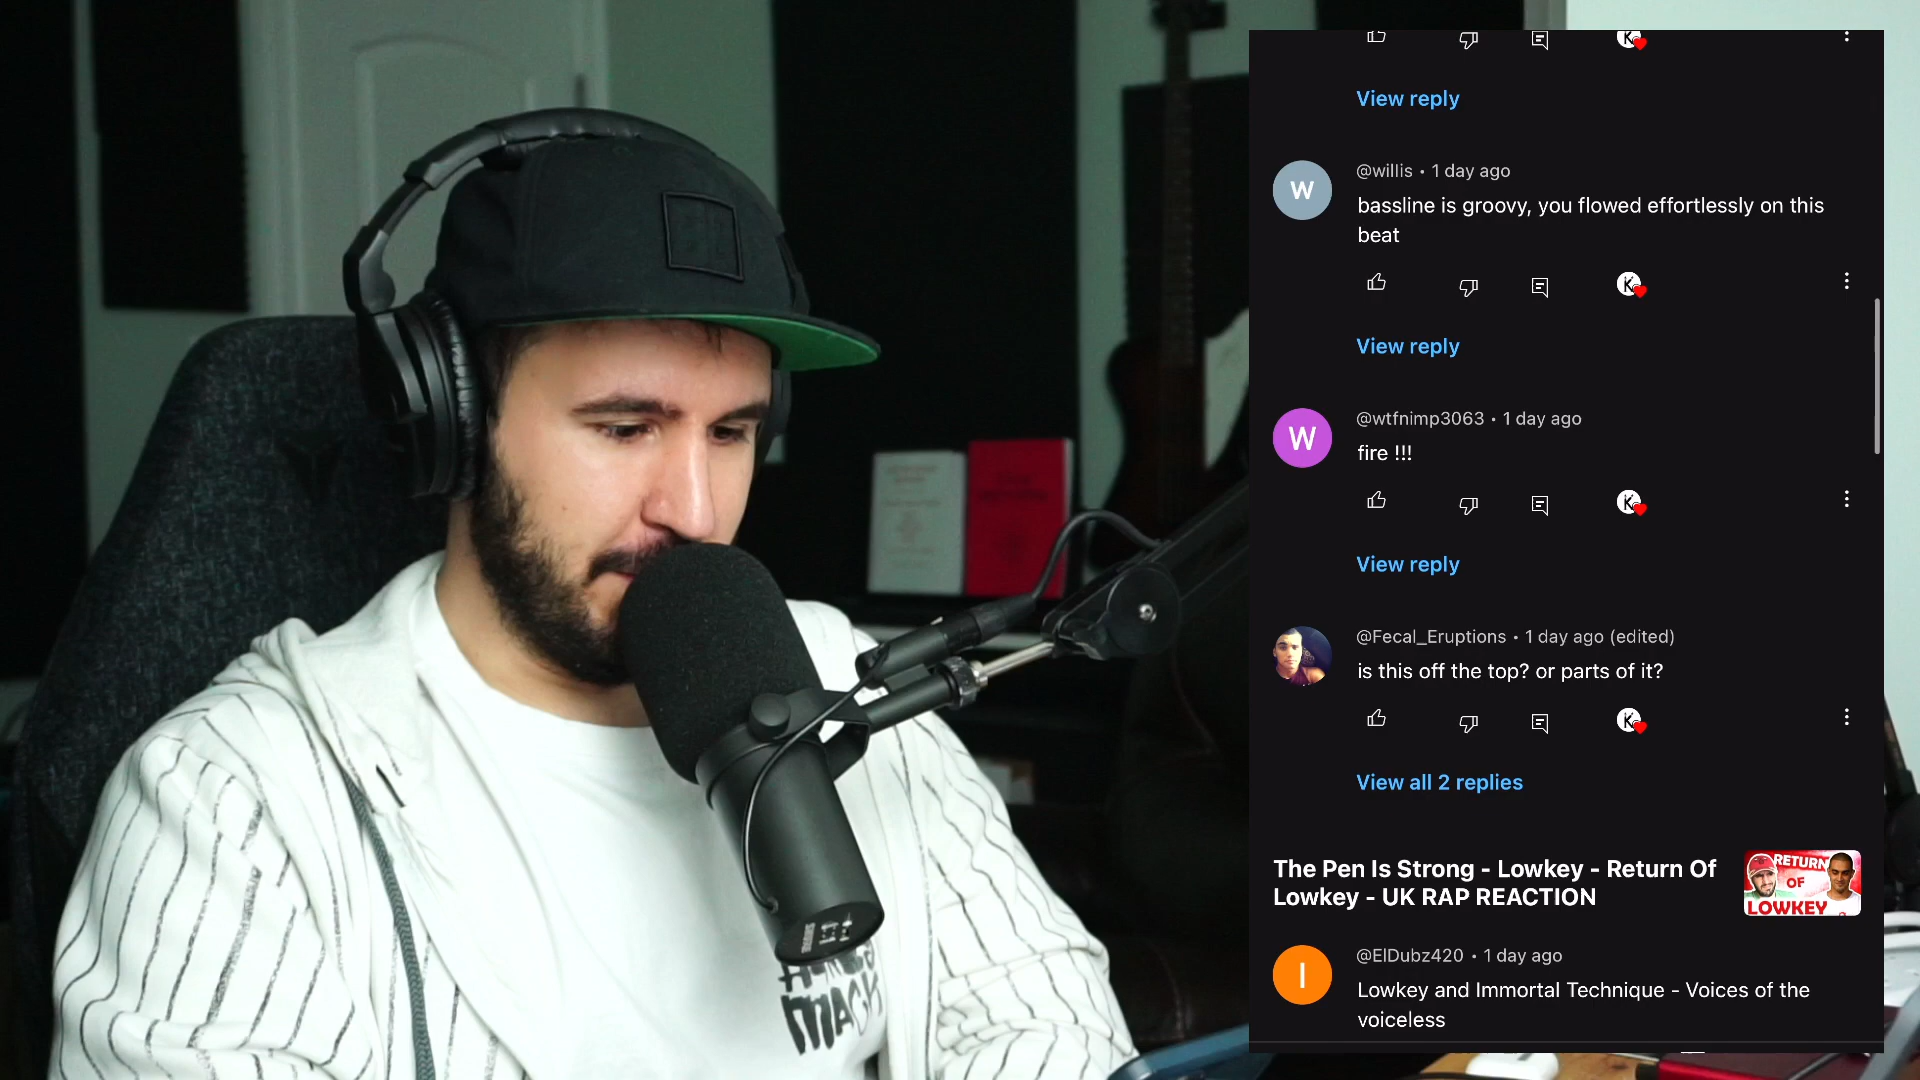 View reply
W
@willis • 1 day ago
bassline is groovy, you flowed effortlessly on this
beat
K
View reply
W
@wtfnimp3063 • 1 day ago
fire !!!
K
View reply
@Fecal_Eruptions • 1 day ago (edited)
is this off the top? or parts of it?
K
View all 2 replies
The Pen Is Strong - Lowkey - Return Of
Lowkey - UK RAP REACTION
RETURN
OF
LOWKEY
I
@ElDubz420 • 1 day ago
Lowkey and Immortal Technique - Voices of the
voiceless